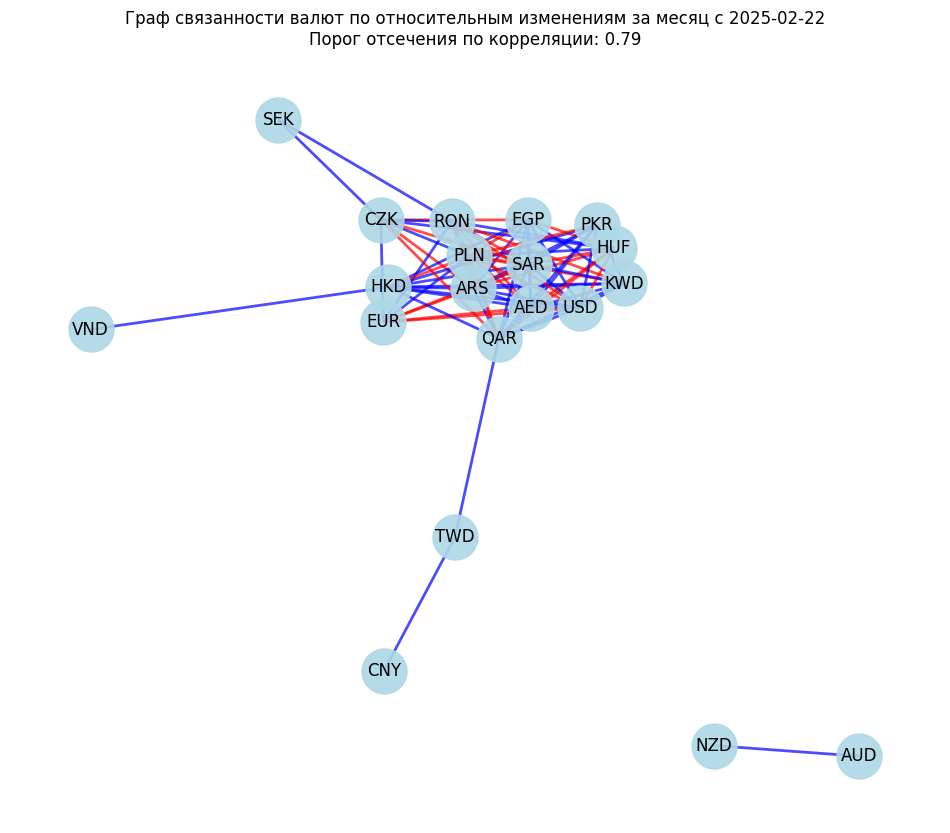 Граф связанности валют по относительным изменениям за месяц с 2025-02-22
Порог отсечения по корреляции: 0.79
SEK
CZK
RON
EGP
PKR
HUF
PLN
SAR
KWD
HKD
ARS
AED
USD
EUR
QAR
VND
TWD
CNY
NZD
AUD